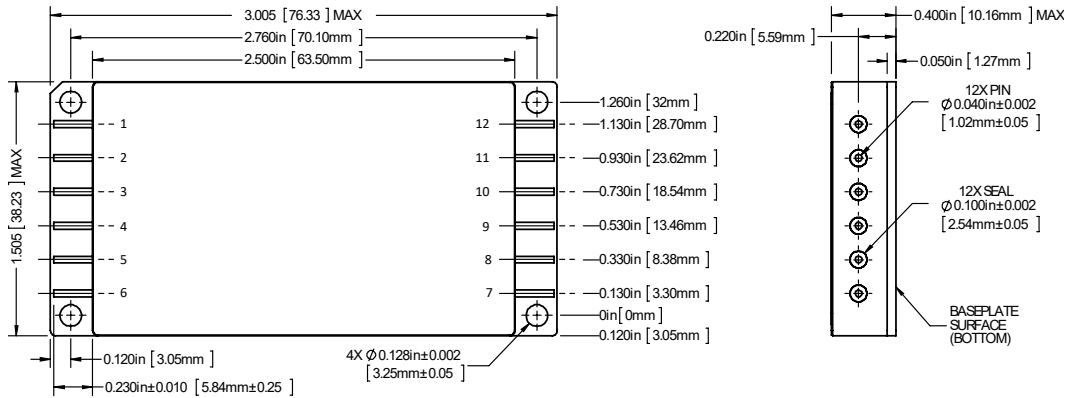 3.005 [76.33] MAX
2.760in [70.10mm]
2.500in [63.50mm]
1.505 [38.23] MAX
1
2
3
4
5
6
12
11
10
9
8
7
1.260in [32mm]
1.130in [28.70mm]
0.930in [23.62mm]
0.730in [18.54mm]
0.530in [13.46mm]
0.330in [8.38mm]
0.130in [3.30mm]
0in [0mm]
0.120in [3.05mm]
0.120in [3.05mm]
0.230in±0.010 [5.84mm±0.25]
4X Ø0.128in±0.002
[3.25mm±0.05]
0.400in [10.16mm] MAX
0.220in [5.59mm]
0.050in [1.27mm]
12X PIN
Ø0.040in±0.002
[1.02mm±0.05]
12X SEAL
Ø0.100in±0.002
[2.54mm±0.05]
BASEPLATE
SURFACE
(BOTTOM)